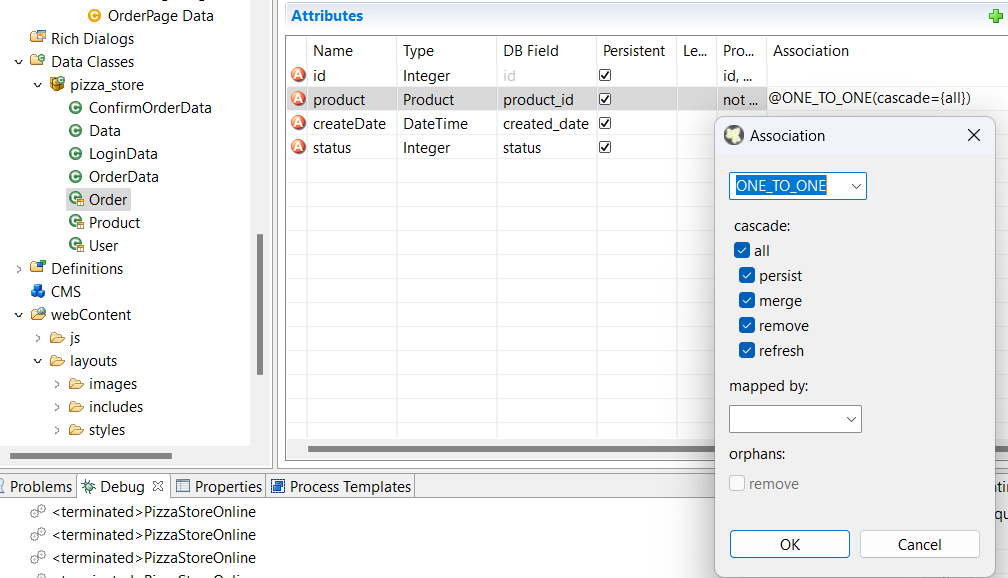 OrderPage Data
Rich Dialogs
Data Classes
pizza_store
ConfirmOrderData
Data
LoginData
OrderData
Order
Product
User
Definitions
CMS
webContent
js
layouts
images
includes
styles
Attributes
Name Type DB Field Persistent Le... Pro... Association
id Integer id id, ...
product Product product_id not ... @ONE_TO_ONE(cascade={all})
createDate DateTime created_date
status Integer status
Association
ONE_TO_ONE
cascade:
all
persist
merge
remove
refresh
mapped by:
orphans:
remove
OK Cancel
Problems Debug Properties Process Templates
<terminated>PizzaStoreOnline
<terminated>PizzaStoreOnline
<terminated>PizzaStoreOnline